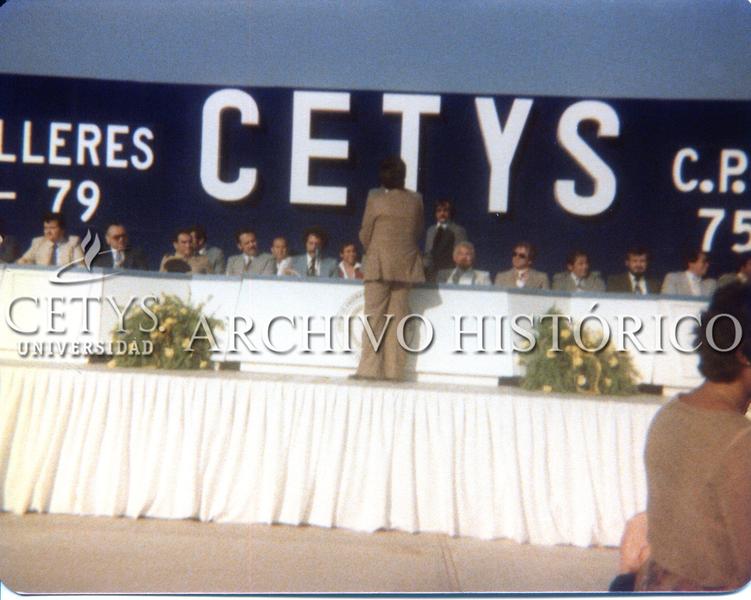 CETYS
LLERES
- 79
C.P.
75
CETYS
UNIVERSIDAD
ARCHIVO HISTÓRICO